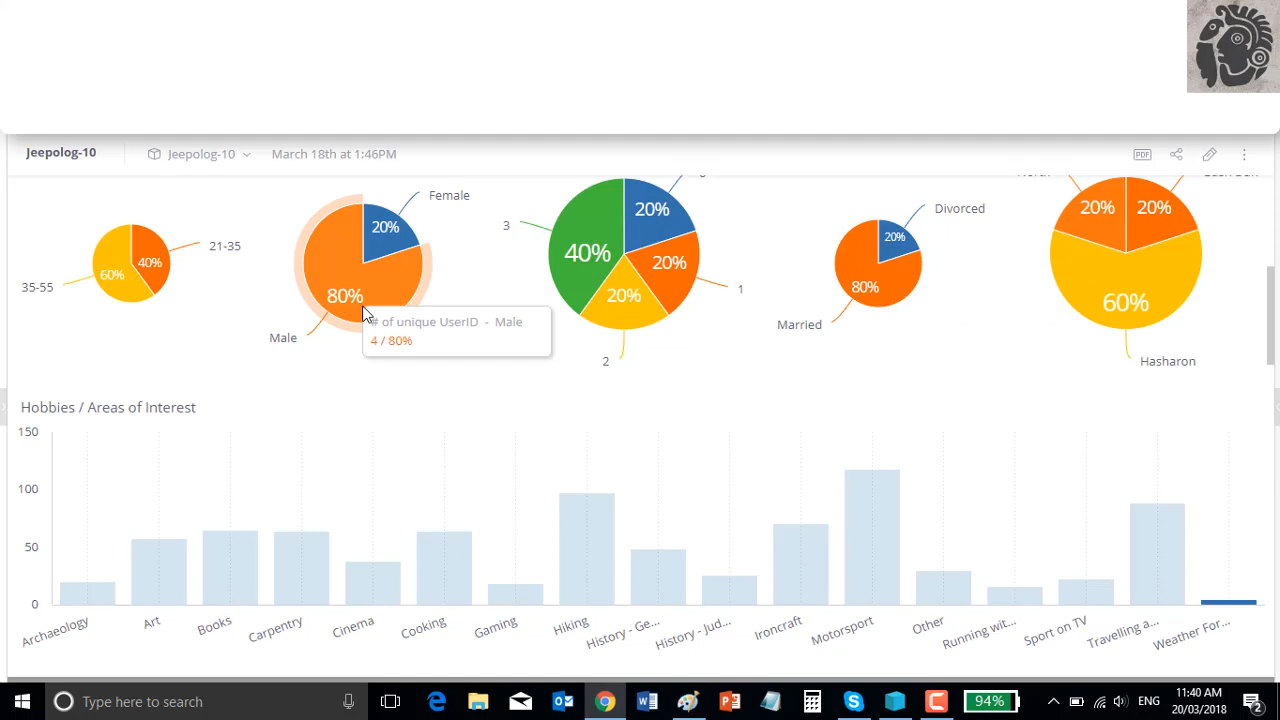 Jeepolog-10
Jeepolog-10
March 18th at 1:46PM
PDF
21-35
40%
60%
35-55
Female
20%
80%
Male
# of unique UserID - Male
4 / 80%
3
20%
40%
20%
1
20%
2
Divorced
20%
80%
Married
20%
20%
60%
Hasharon
Hobbies / Areas of Interest
150
100
50
0
Archaeology
Art
Books
Carpentry
Cinema
Cooking
Gaming
Hiking
History - Ge...
History - Jud...
Ironcraft
Motorsport
Other
Running wit...
Sport on TV
Travelling a...
Weather For...
Type here to search
94%
ENG
11:40 AM
20/03/2018
2